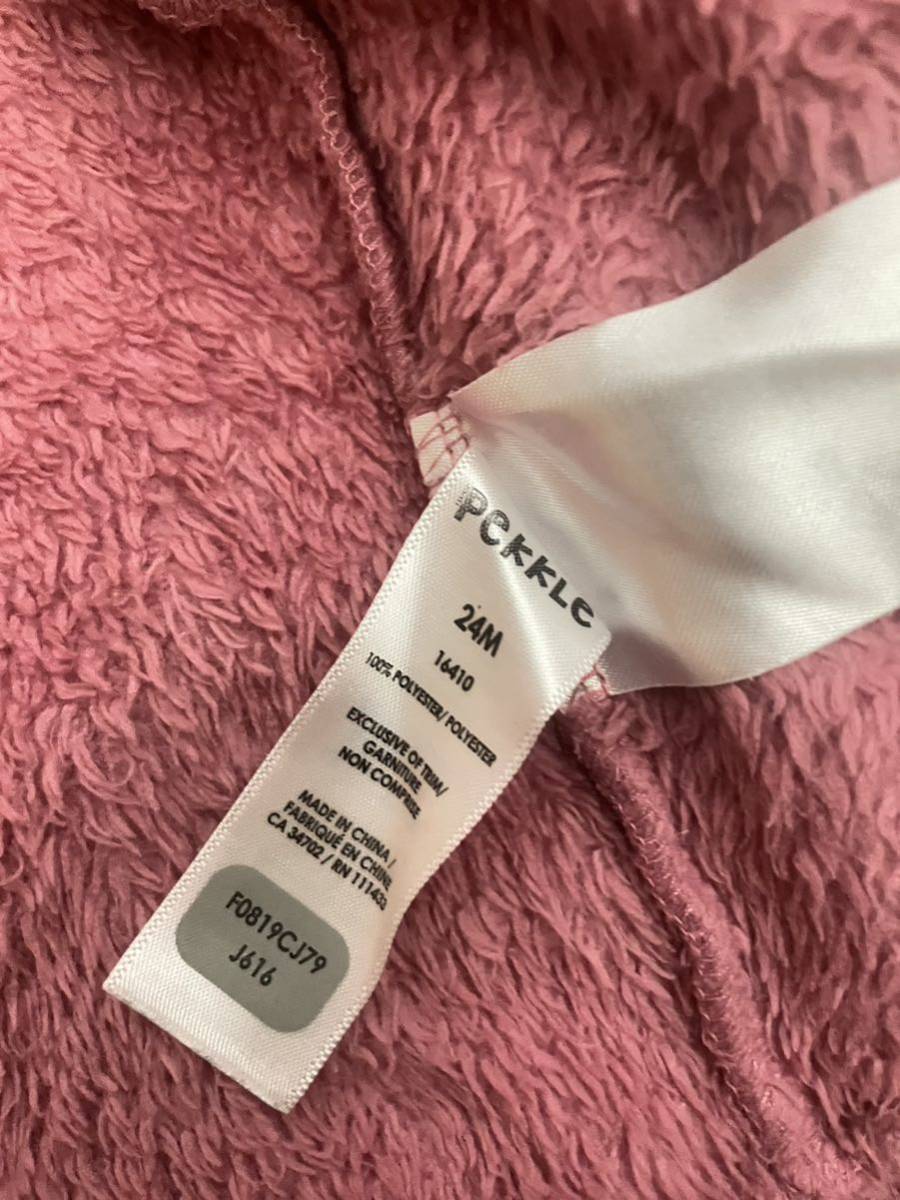 PekkLe
24M
16410
100% POLYESTER/ POLYESTER
EXCLUSIVE OF TRIM/
GARNITURE
NON COMPRISE
MADE IN CHINA /
FABRIQUÉ EN CHINE
CA 34702 / RN 111433
F0819CJ79
J616